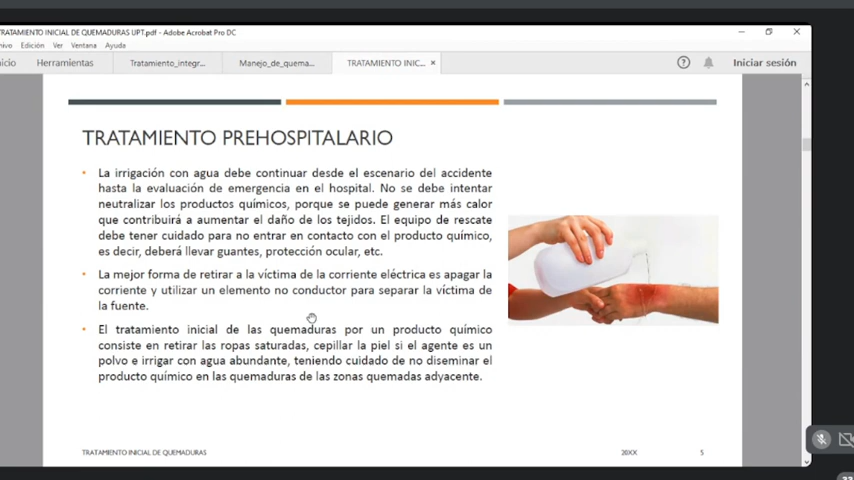 TRATAMIENTO INICIAL DE QUEMADURAS UPT.pdf - Adobe Acrobat Pro DC
Edición Ver Ventana Ayuda
Herramientas Tratamiento_integr... Manejo_de_quema... TRATAMIENTO INIC... × Iniciar sesión
TRATAMIENTO PREHOSPITALARIO
• La irrigación con agua debe continuar desde el escenario del accidente
hasta la evaluación de emergencia en el hospital. No se debe intentar
neutralizar los productos químicos, porque se puede generar más calor
que contribuirá a aumentar el daño de los tejidos. El equipo de rescate
debe tener cuidado para no entrar en contacto con el producto químico,
es decir, deberá llevar guantes, protección ocular, etc.
• La mejor forma de retirar a la víctima de la corriente eléctrica es apagar la
corriente y utilizar un elemento no conductor para separar la víctima de
la fuente.
• El tratamiento inicial de las quemaduras por un producto químico
consiste en retirar las ropas saturadas, cepillar la piel si el agente es un
polvo e irrigar con agua abundante, teniendo cuidado de no diseminar el
producto químico en las quemaduras de las zonas quemadas adyacente.
TRATAMIENTO INICIAL DE QUEMADURAS 20XX 5